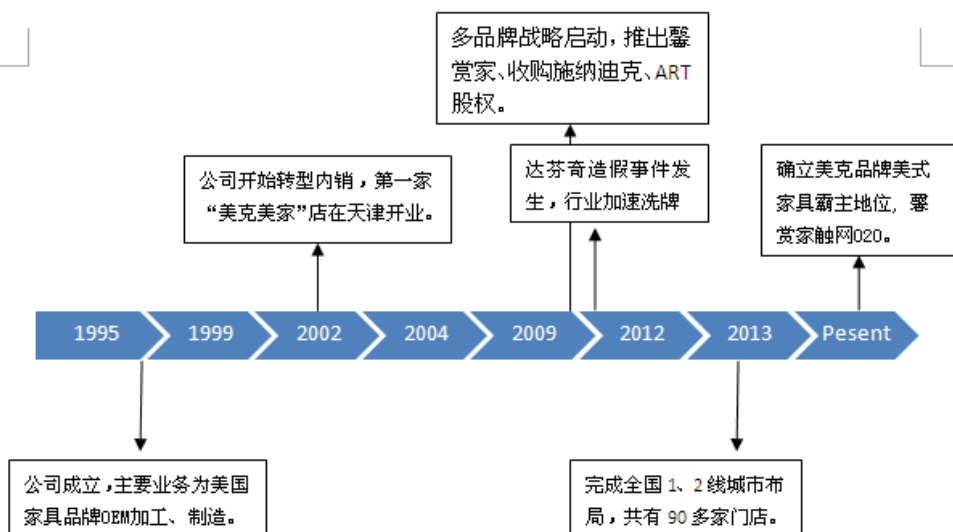 多品牌战略启动，推出馨
赏家、收购施纳迪克、ART
股权。
公司开始转型内销，第一家
“美克美家”店在天津开业。
达芬奇造假事件发
生，行业加速洗牌
确立美克品牌美式
家具霸主地位，馨
赏家触网O2O。
1995
1999
2002
2004
2009
2012
2013
Pesent
公司成立，主要业务为美国
家具品牌OEM加工、制造。
完成全国 1、2 线城市布
局，共有 90 多家门店。